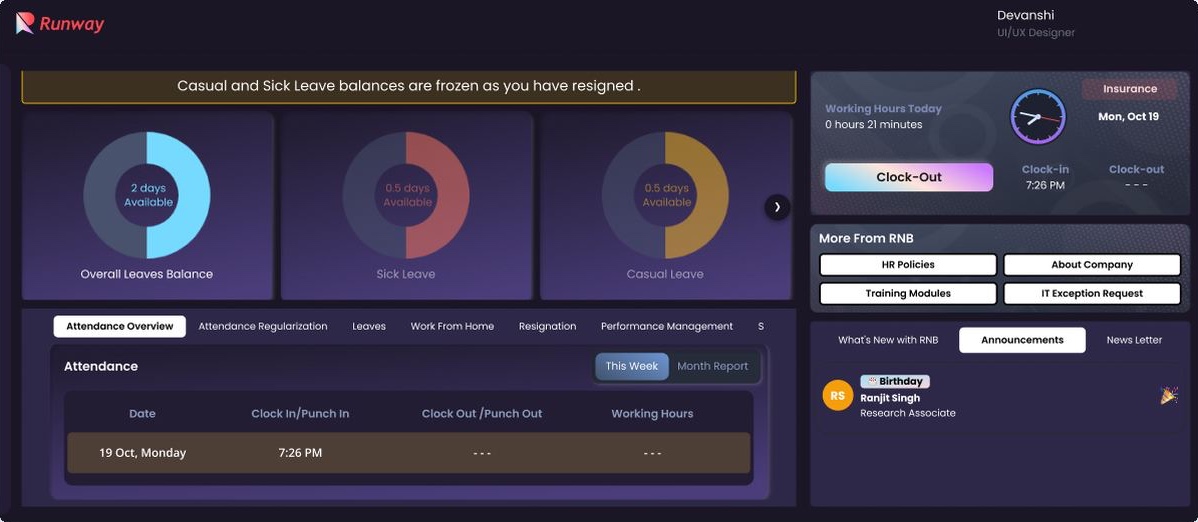 Runway
Devanshi
UI/UX Designer
Casual and Sick Leave balances are frozen as you have resigned .
2 days
Available
Overall Leaves Balance
0.5 days
Available
Sick Leave
0.5 days
Available
Casual Leave
❯
Working Hours Today
0 hours 21 minutes
Clock-Out
Insurance
Mon, Oct 19
Clock-in
7:26 PM
Clock-out
- - -
More From RNB
HR Policies
About Company
Training Modules
IT Exception Request
Attendance Overview Attendance Regularization Leaves Work From Home Resignation Performance Management S
Attendance
This Week Month Report
Date Clock In/Punch In Clock Out /Punch Out Working Hours
19 Oct, Monday 7:26 PM - - - - - -
What's New with RNB Announcements News Letter
RS
Birthday
Ranjit Singh
Research Associate